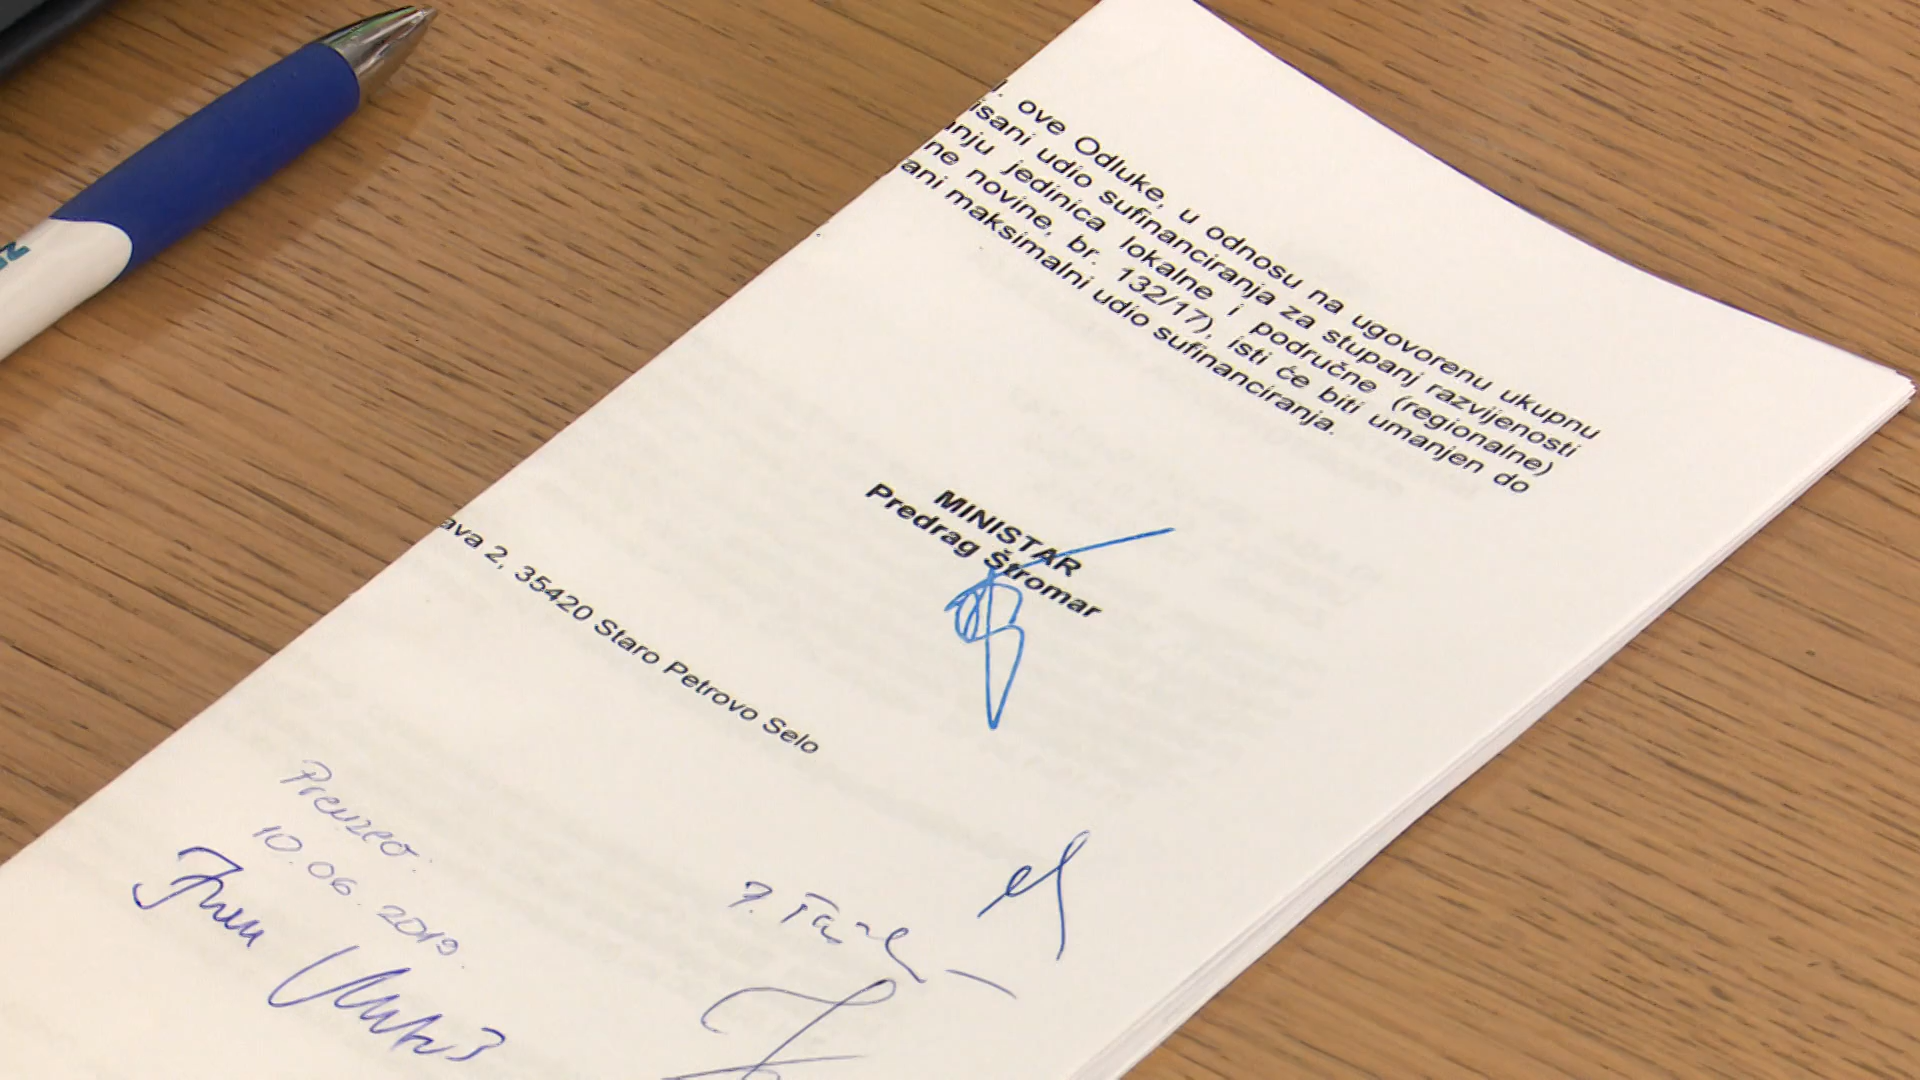 ove Odluke, u odnosu na ugovorenu ukupnu
isani udio sufinanciranja za stupanj razvijenosti
anju jedinica lokalne i područne (regionalne)
ne novine, br. 132/17), isti će biti umanjen do
ani maksimalni udio sufinanciranja.
MINISTAR
Predrag Štromar
ava 2, 35420 Staro Petrovo Selo
Preuzeo
10.06.2019.